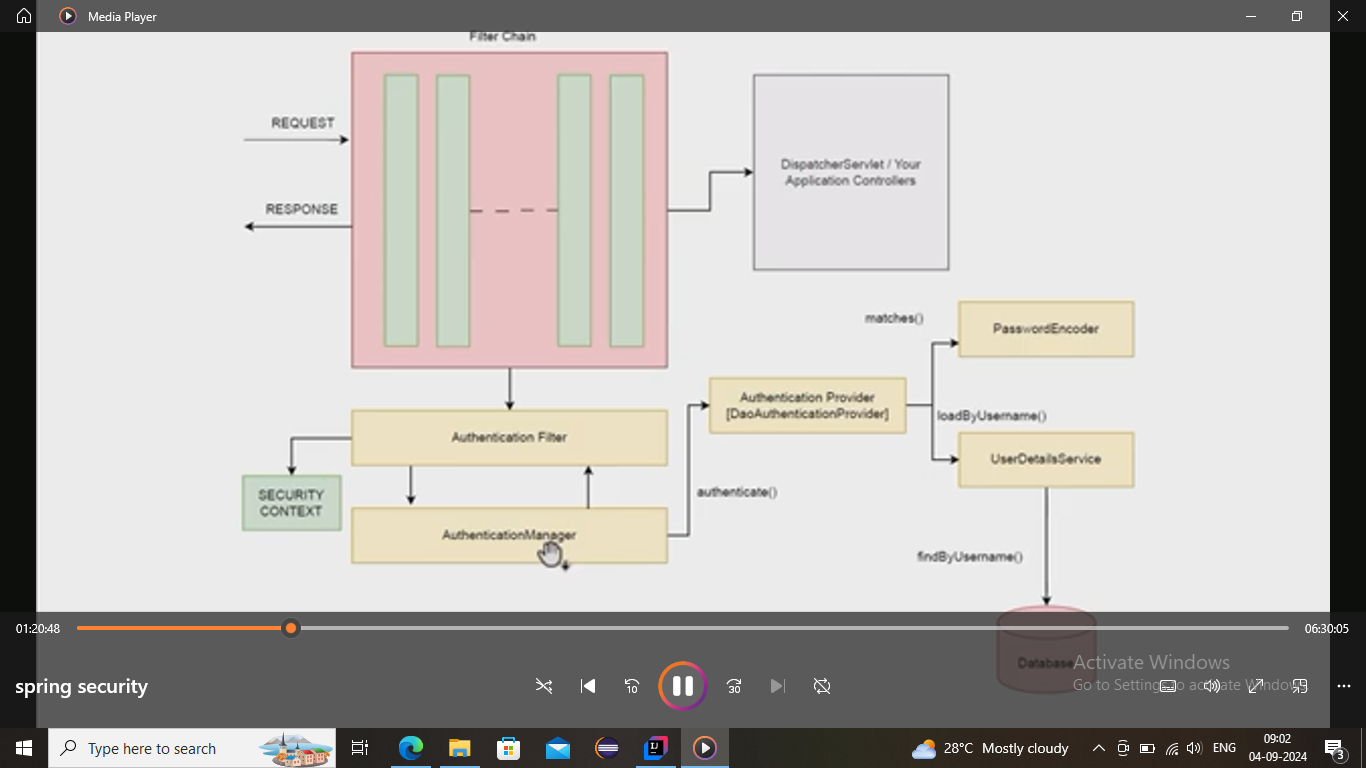 Media Player
Filter Chain
REQUEST
RESPONSE
DispatcherServlet / Your
Application Controllers
matches()
PasswordEncoder
Authentication Provider
[DaoAuthenticationProvider]
loadByUsername()
UserDetailsService
Authentication Filter
SECURITY
CONTEXT
authenticate()
AuthenticationManager
findByUsername()
01:20:48
06:30:05
Database
Activate Windows
Go to Settings to activate Windows
spring security
10
30
Type here to search
28°C Mostly cloudy
ENG
09:02
04-09-2024
3